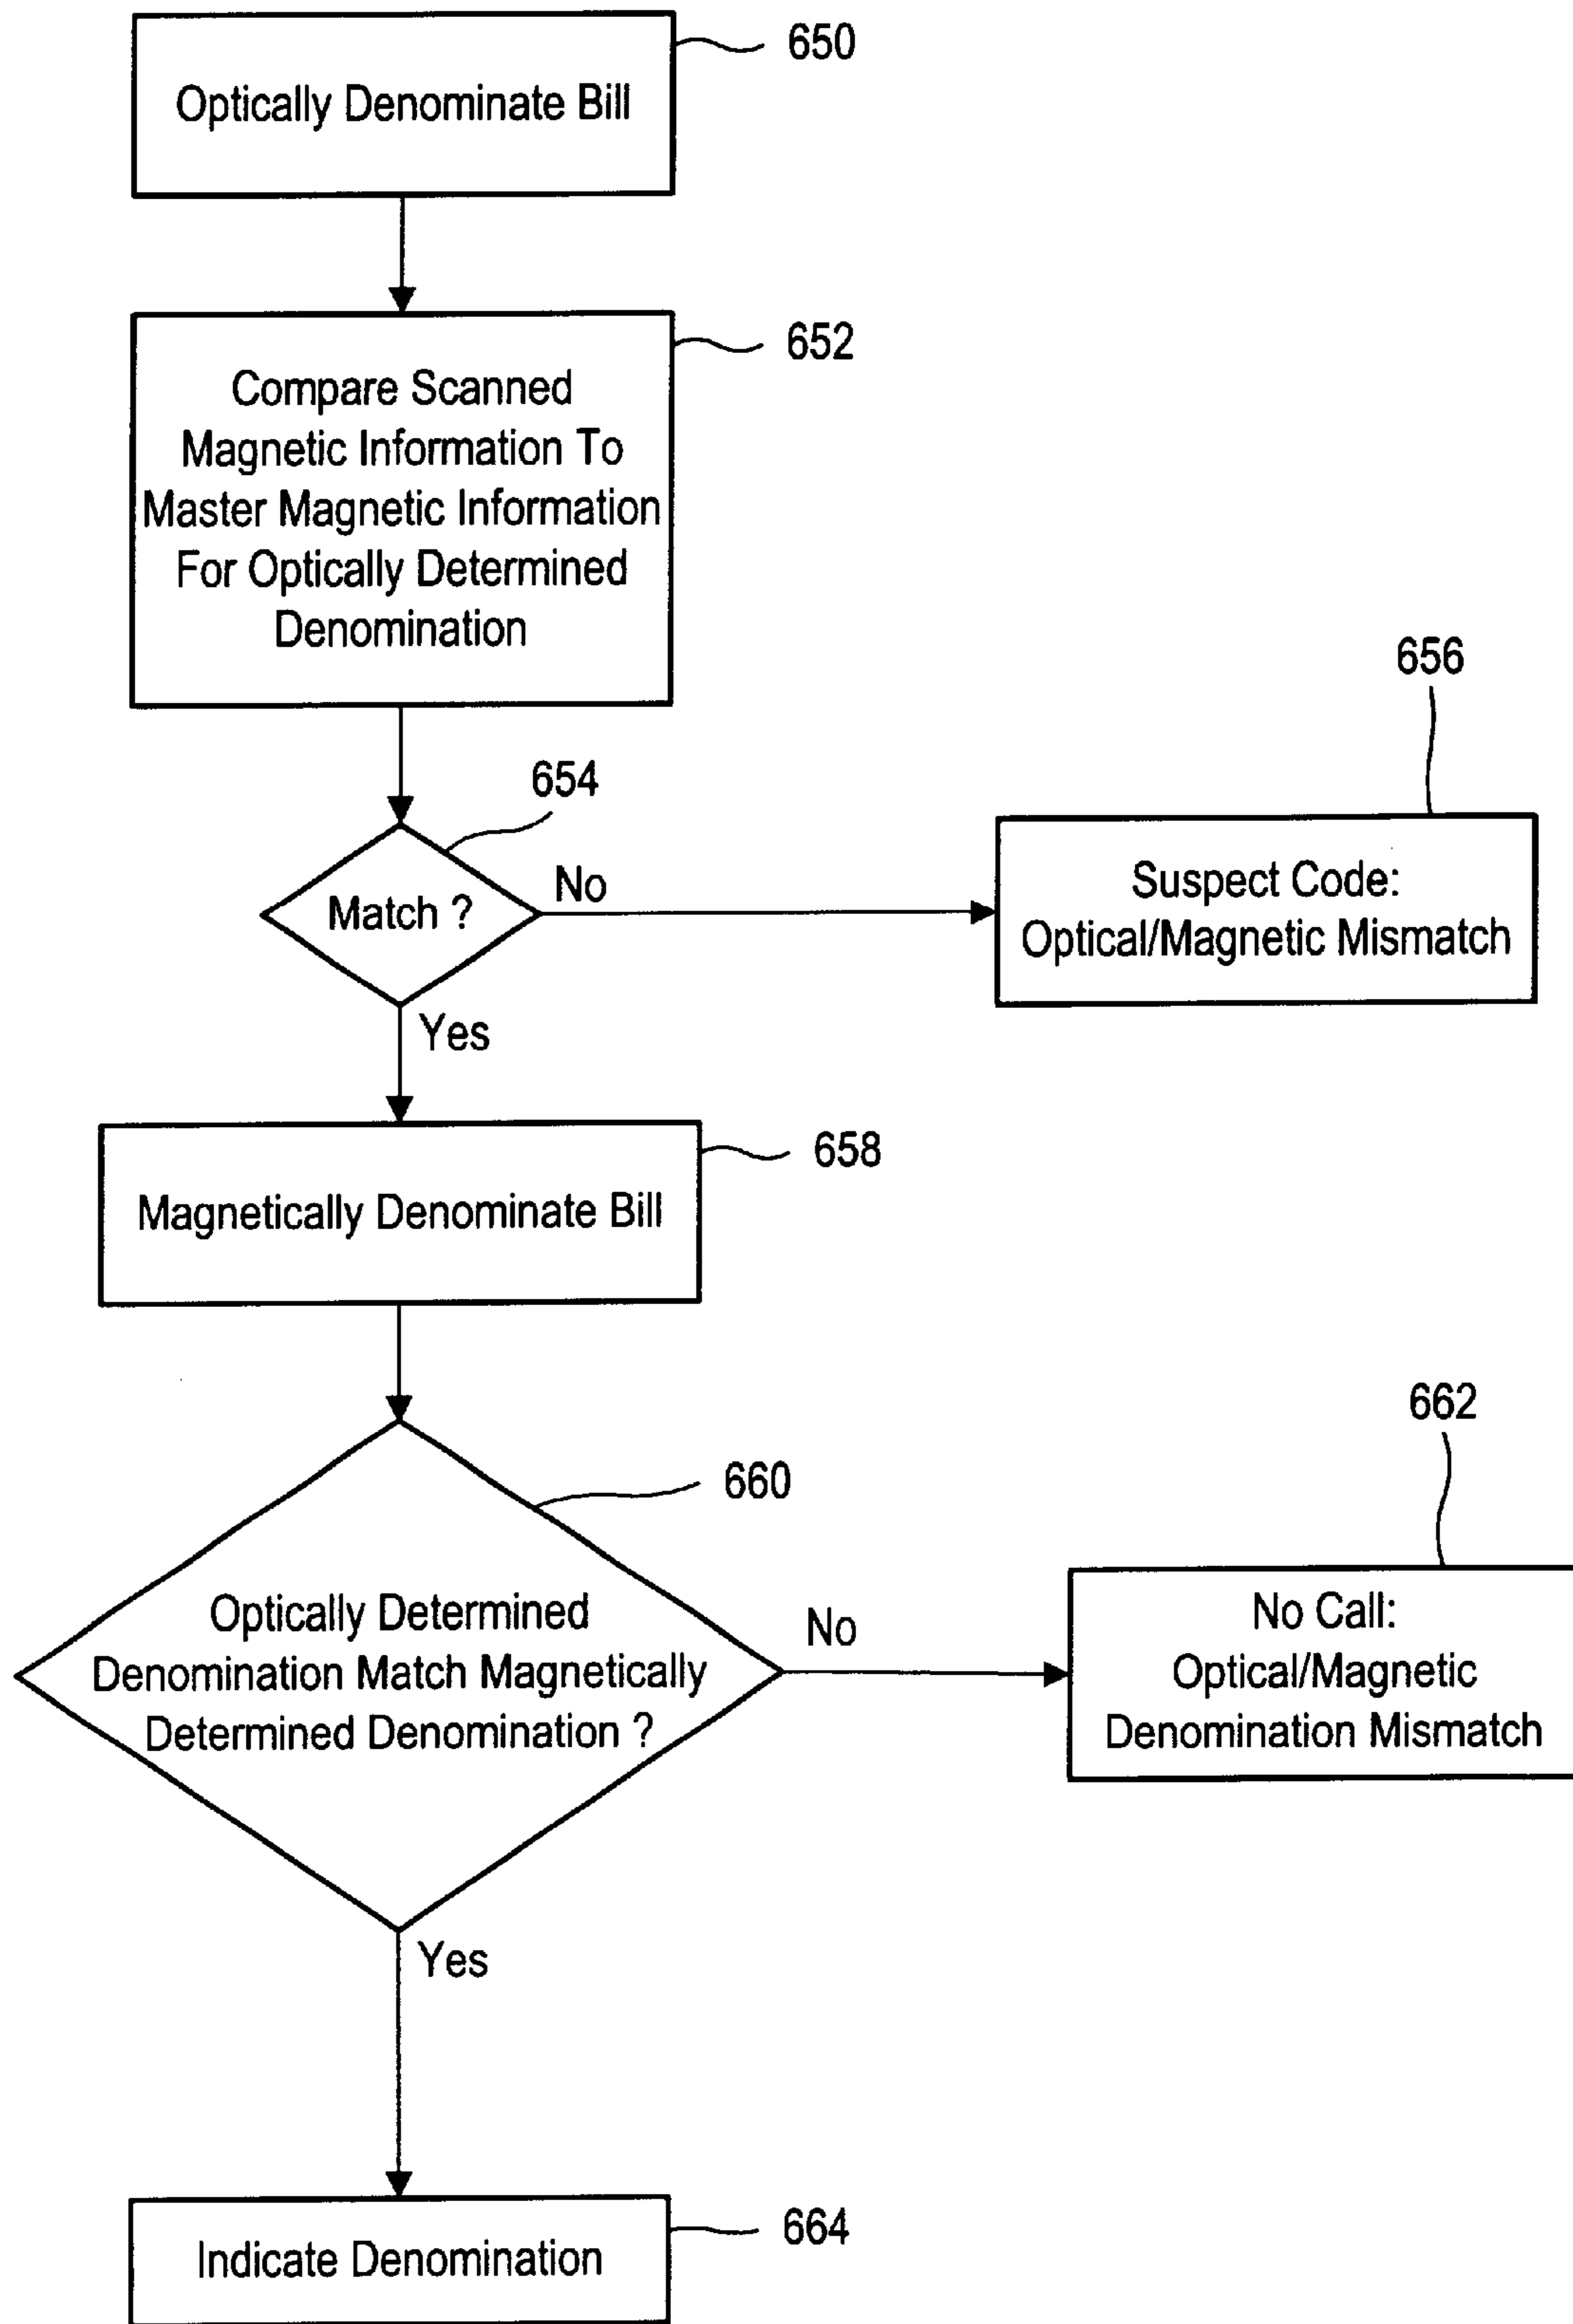 650
Optically Denominate Bill
652
Compare Scanned
Magnetic Information To
Master Magnetic Information
For Optically Determined
Denomination
654
Match ?
No
656
Suspect Code:
Optical/Magnetic Mismatch
Yes
658
Magnetically Denominate Bill
660
Optically Determined
Denomination Match Magnetically
Determined Denomination ?
No
662
No Call:
Optical/Magnetic
Denomination Mismatch
Yes
664
Indicate Denomination